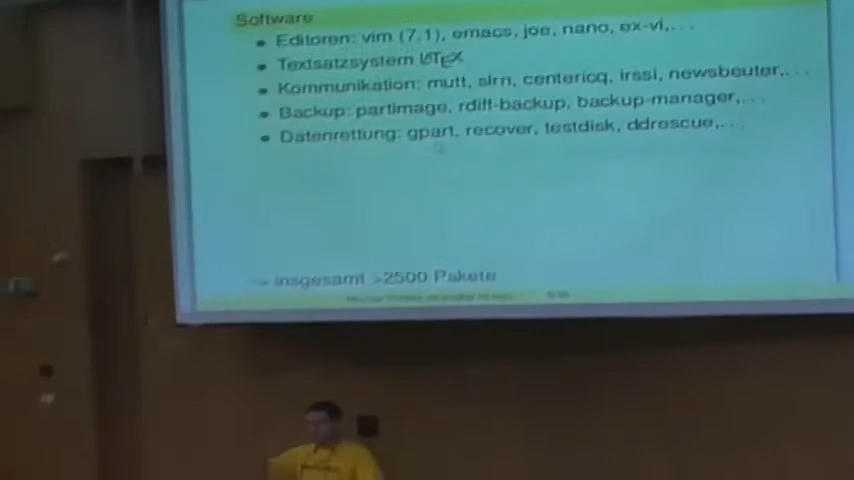 Software
• Editoren: vim (7.1), emacs, joe, nano, ex-vi,...
• Textsatzsystem LATEX
• Kommunikation: mutt, slrn, centericq, irssi, newsbeuter,...
• Backup: partimage, rdiff-backup, backup-manager,...
• Datenrettung: gpart, recover, testdisk, ddrescue,...
insgesamt >2500 Pakete